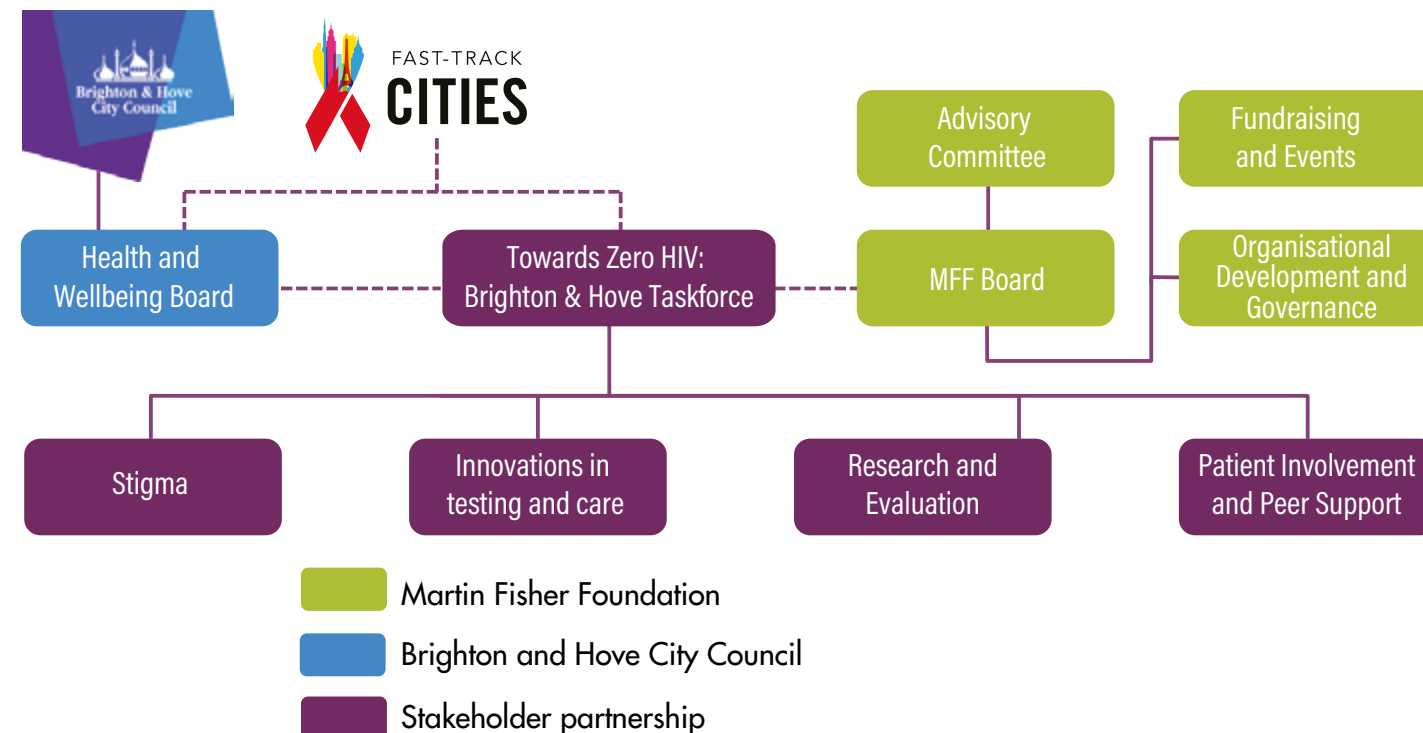 Brighton & Hove
City Council
FAST-TRACK
CITIES
Advisory
Committee
Fundraising
and Events
Health and
Wellbeing Board
Towards Zero HIV:
Brighton & Hove Taskforce
MFF Board
Organisational
Development and
Governance
Stigma
Innovations in
testing and care
Research and
Evaluation
Patient Involvement
and Peer Support
Martin Fisher Foundation
Brighton and Hove City Council
Stakeholder partnership